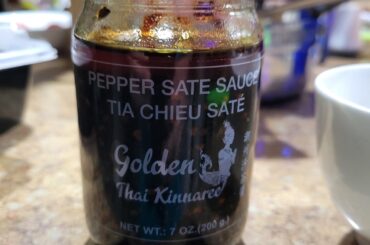 PEPPER SATE SAUCE
TIA CHIEU SATÉ
Golden
Thai Kinnaree
NET WT.: 7 OZ. (200 g)